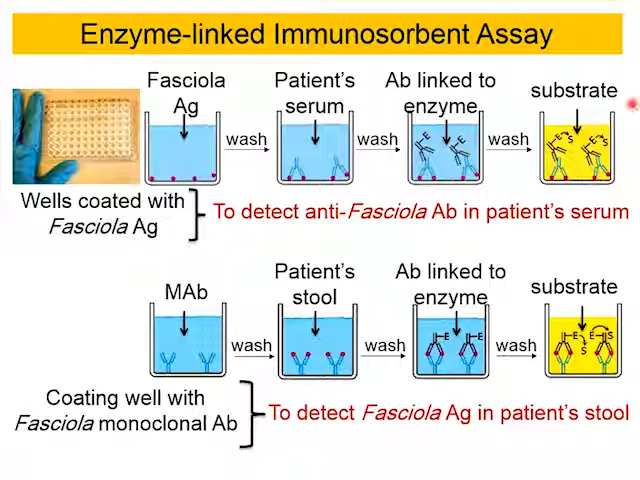 Enzyme-linked Immunosorbent Assay
Fasciola
Ag
Patient's
serum
Ab linked to
enzyme
substrate
wash
wash
wash
E
E
E S
E S
Wells coated with
Fasciola Ag
To detect anti-Fasciola Ab in patient's serum
MAb
Patient's
stool
Ab linked to
enzyme
substrate
wash
wash
wash
E
E
E
S
E S
Coating well with
Fasciola monoclonal Ab
To detect Fasciola Ag in patient's stool